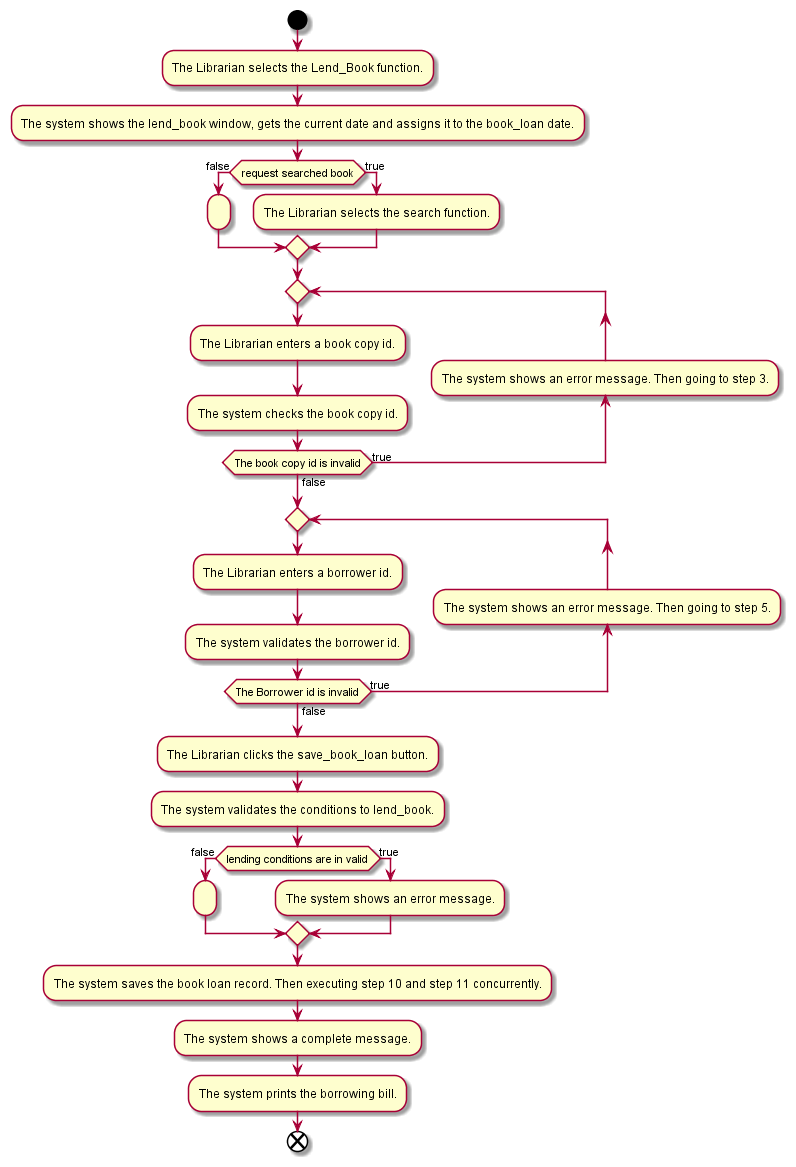 The Librarian selects the Lend_Book function.
The system shows the lend_book window, gets the current date and assigns it to the book_loan date.
false
request searched book
true
The Librarian selects the search function.
The Librarian enters a book copy id.
The system shows an error message. Then going to step 3.
The system checks the book copy id.
The book copy id is invalid
true
false
The Librarian enters a borrower id.
The system shows an error message. Then going to step 5.
The system validates the borrower id.
The Borrower id is invalid
true
false
The Librarian clicks the save_book_loan button.
The system validates the conditions to lend_book.
false
lending conditions are in valid
true
The system shows an error message.
The system saves the book loan record. Then executing step 10 and step 11 concurrently.
The system shows a complete message.
The system prints the borrowing bill.